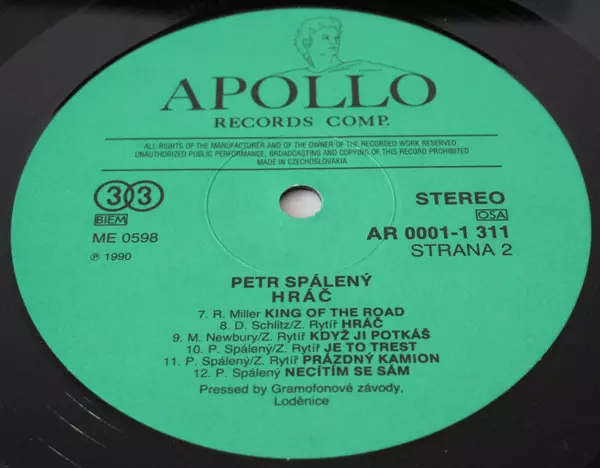 APOLLO
RECORDS COMP.
ALL RIGHTS OF THE MANUFACTURER AND OF THE OWNER OF THE RECORDED WORK RESERVED.
UNAUTHORIZED PUBLIC PERFORMANCE, BROADCASTING AND COPYING OF THIS RECORD PROHIBITED
MADE IN CZECHOSLOVAKIA
33
BIEM
ME 0598
℗ 1990
STEREO
OSA
AR 0001-1 311
STRANA 2
PETR SPÁLENÝ
HRÁČ
7. R. Miller KING OF THE ROAD
8. D. Schlitz/Z. Rytíř HRÁČ
9. M. Newbury/Z. Rytíř KDYŽ JI POTKÁŠ
10. P. Spálený/Z. Rytíř JE TO TREST
11. P. Spálený/Z. Rytíř PRÁZDNÝ KAMION
12. P. Spálený NECÍTÍM SE SÁM
Pressed by Gramofonové závody,
Loděnice